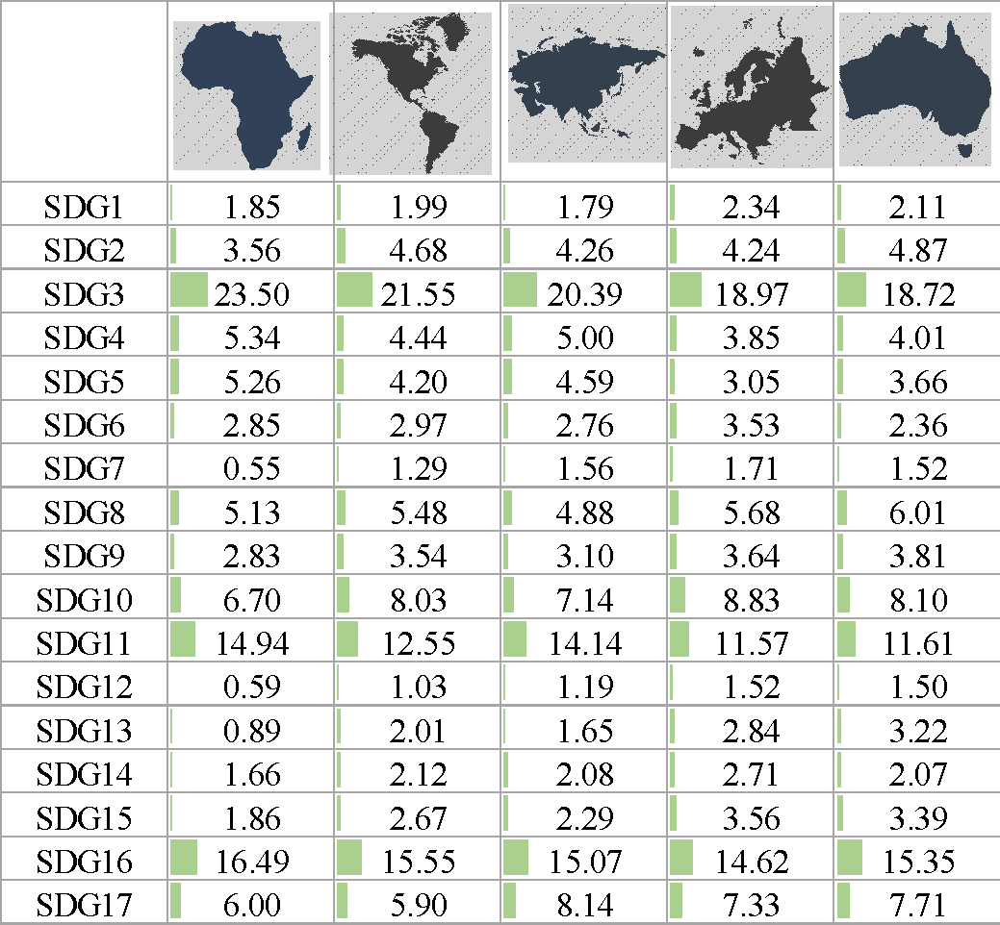 SDG1 1.85 1.99 1.79 2.34 2.11
SDG2 3.56 4.68 4.26 4.24 4.87
SDG3 23.50 21.55 20.39 18.97 18.72
SDG4 5.34 4.44 5.00 3.85 4.01
SDG5 5.26 4.20 4.59 3.05 3.66
SDG6 2.85 2.97 2.76 3.53 2.36
SDG7 0.55 1.29 1.56 1.71 1.52
SDG8 5.13 5.48 4.88 5.68 6.01
SDG9 2.83 3.54 3.10 3.64 3.81
SDG10 6.70 8.03 7.14 8.83 8.10
SDG11 14.94 12.55 14.14 11.57 11.61
SDG12 0.59 1.03 1.19 1.52 1.50
SDG13 0.89 2.01 1.65 2.84 3.22
SDG14 1.66 2.12 2.08 2.71 2.07
SDG15 1.86 2.67 2.29 3.56 3.39
SDG16 16.49 15.55 15.07 14.62 15.35
SDG17 6.00 5.90 8.14 7.33 7.71